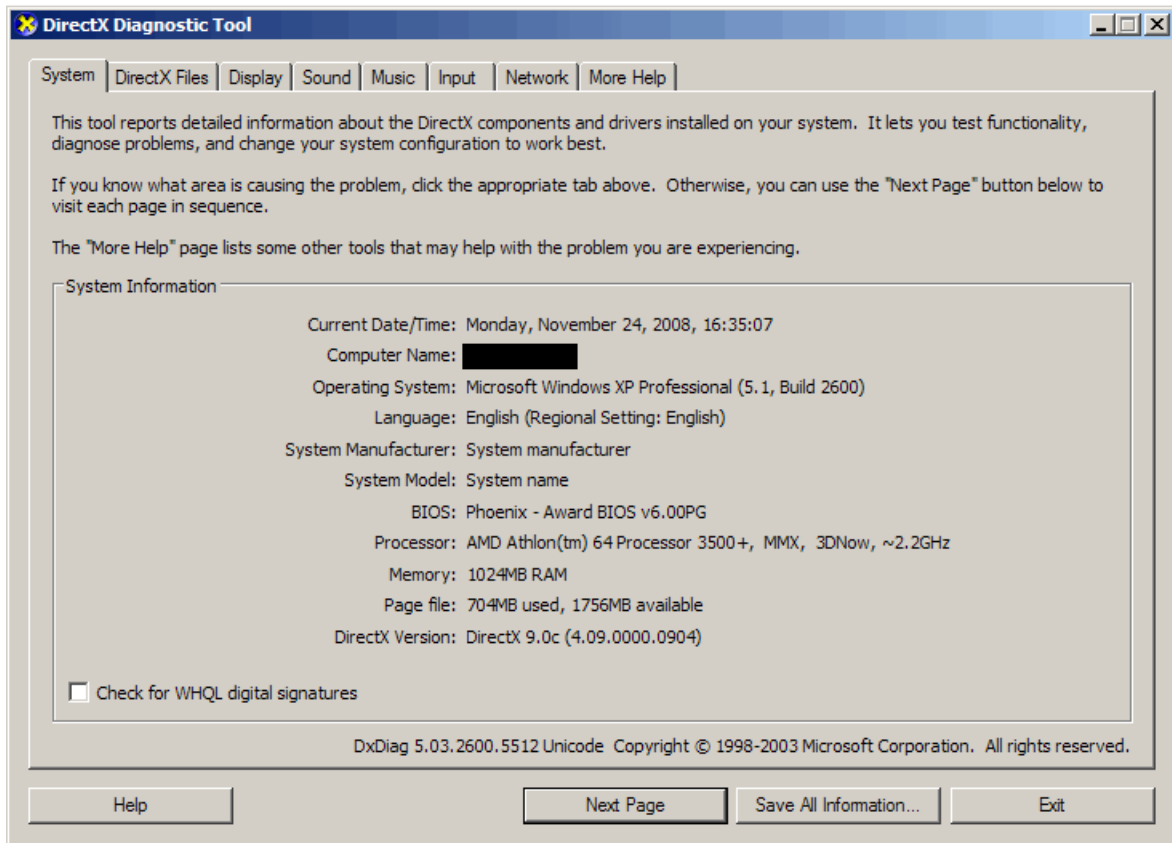 DirectX Diagnostic Tool
System DirectX Files Display Sound Music Input Network More Help
This tool reports detailed information about the DirectX components and drivers installed on your system. It lets you test functionality,
diagnose problems, and change your system configuration to work best.
If you know what area is causing the problem, click the appropriate tab above. Otherwise, you can use the "Next Page" button below to
visit each page in sequence.
The "More Help" page lists some other tools that may help with the problem you are experiencing.
System Information
Current Date/Time: Monday, November 24, 2008, 16:35:07
Computer Name:
Operating System: Microsoft Windows XP Professional (5.1, Build 2600)
Language: English (Regional Setting: English)
System Manufacturer: System manufacturer
System Model: System name
BIOS: Phoenix - Award BIOS v6.00PG
Processor: AMD Athlon(tm) 64 Processor 3500+, MMX, 3DNow, ~2.2GHz
Memory: 1024MB RAM
Page file: 704MB used, 1756MB available
DirectX Version: DirectX 9.0c (4.09.0000.0904)
Check for WHQL digital signatures
DxDiag 5.03.2600.5512 Unicode Copyright © 1998-2003 Microsoft Corporation. All rights reserved.
Help Next Page Save All Information... Exit